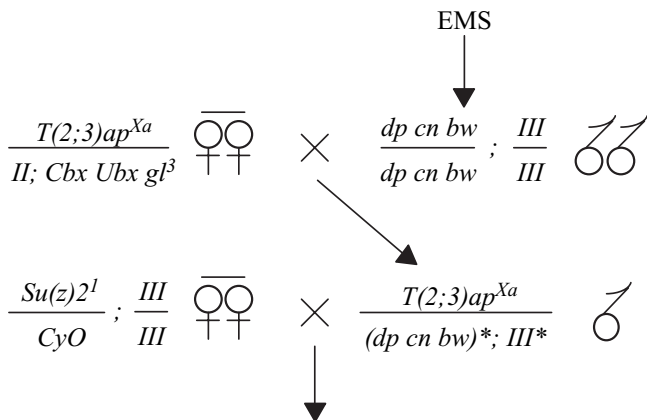 EMS
T(2;3)ap^Xa × dp cn bw ; III
II; Cbx Ubx gl^3 dp cn bw III
Su(z)2^1 ; III × T(2;3)ap^Xa
CyO III (dp cn bw)*; III*